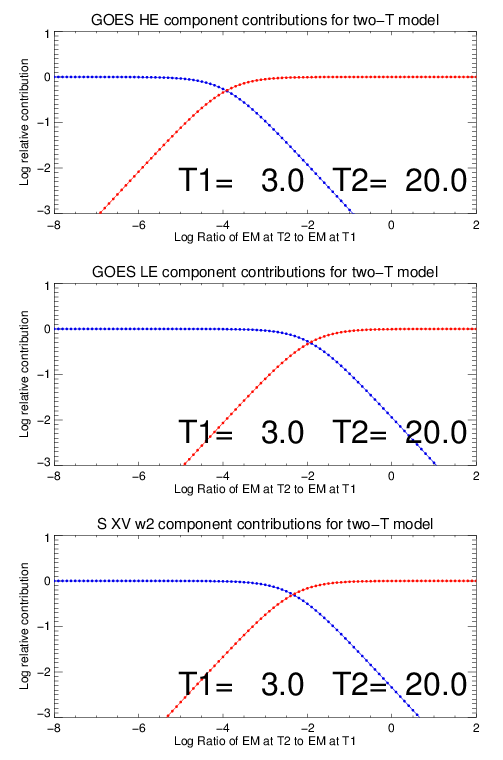 GOES HE component contributions for two−T model
1
0
−1
−2
−3
Log relative contribution
T1= 3.0 T2= 20.0
−8 −6 −4 −2 0 2
Log Ratio of EM at T2 to EM at T1
GOES LE component contributions for two−T model
1
0
−1
−2
−3
Log relative contribution
T1= 3.0 T2= 20.0
−8 −6 −4 −2 0 2
Log Ratio of EM at T2 to EM at T1
S XV w2 component contributions for two−T model
1
0
−1
−2
−3
Log relative contribution
T1= 3.0 T2= 20.0
−8 −6 −4 −2 0 2
Log Ratio of EM at T2 to EM at T1